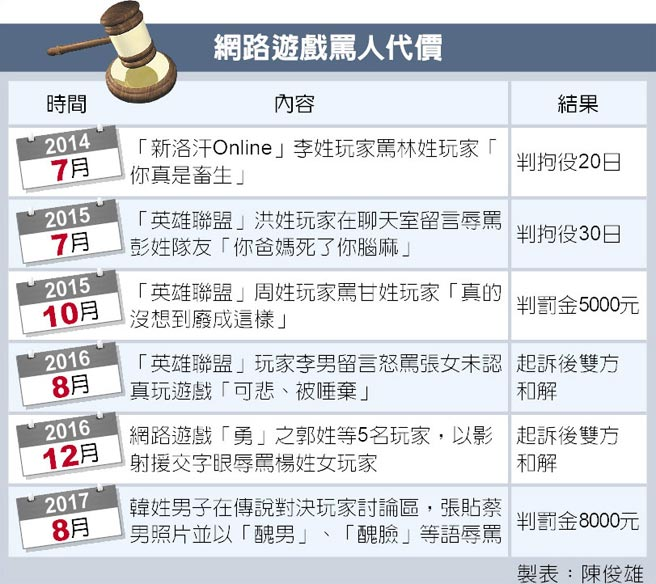 網路遊戲罵人代價
時間 內容 結果
2014
7月
「新洛汗Online」李姓玩家罵林姓玩家「
你真是畜生」
判拘役20日
2015
7月
「英雄聯盟」洪姓玩家在聊天室留言辱罵
彭姓隊友「你爸媽死了你腦麻」
判拘役30日
2015
10月
「英雄聯盟」周姓玩家罵甘姓玩家「真的
沒想到廢成這樣」
判罰金5000元
2016
8月
「英雄聯盟」玩家李男留言怒罵張女未認
真玩遊戲「可悲、被唾棄」
起訴後雙方
和解
2016
12月
網路遊戲「勇」之郭姓等5名玩家，以影
射援交字眼辱罵楊姓女玩家
起訴後雙方
和解
2017
8月
韓姓男子在傳說對決玩家討論區，張貼蔡
男照片並以「醜男」、「醜臉」等語辱罵
判罰金8000元
製表：陳俊雄